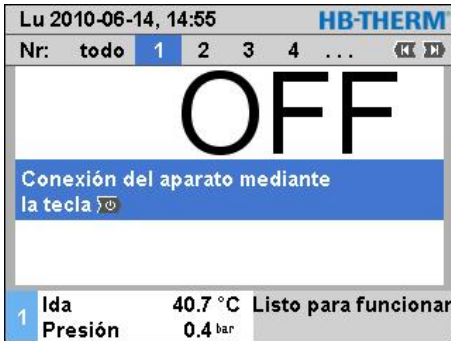 Lu 2010-06-14, 14:55 HB-THERM
Nr: todo 1 2 3 4 ...
OFF
Conexión del aparato mediante
la tecla
1 Ida 40.7 °C Listo para funcionar
Presión 0.4 bar